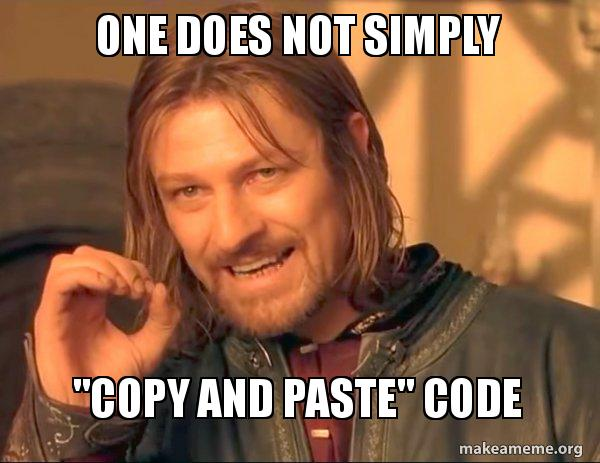 ONE DOES NOT SIMPLY
"COPY AND PASTE" CODE
makeameme.org